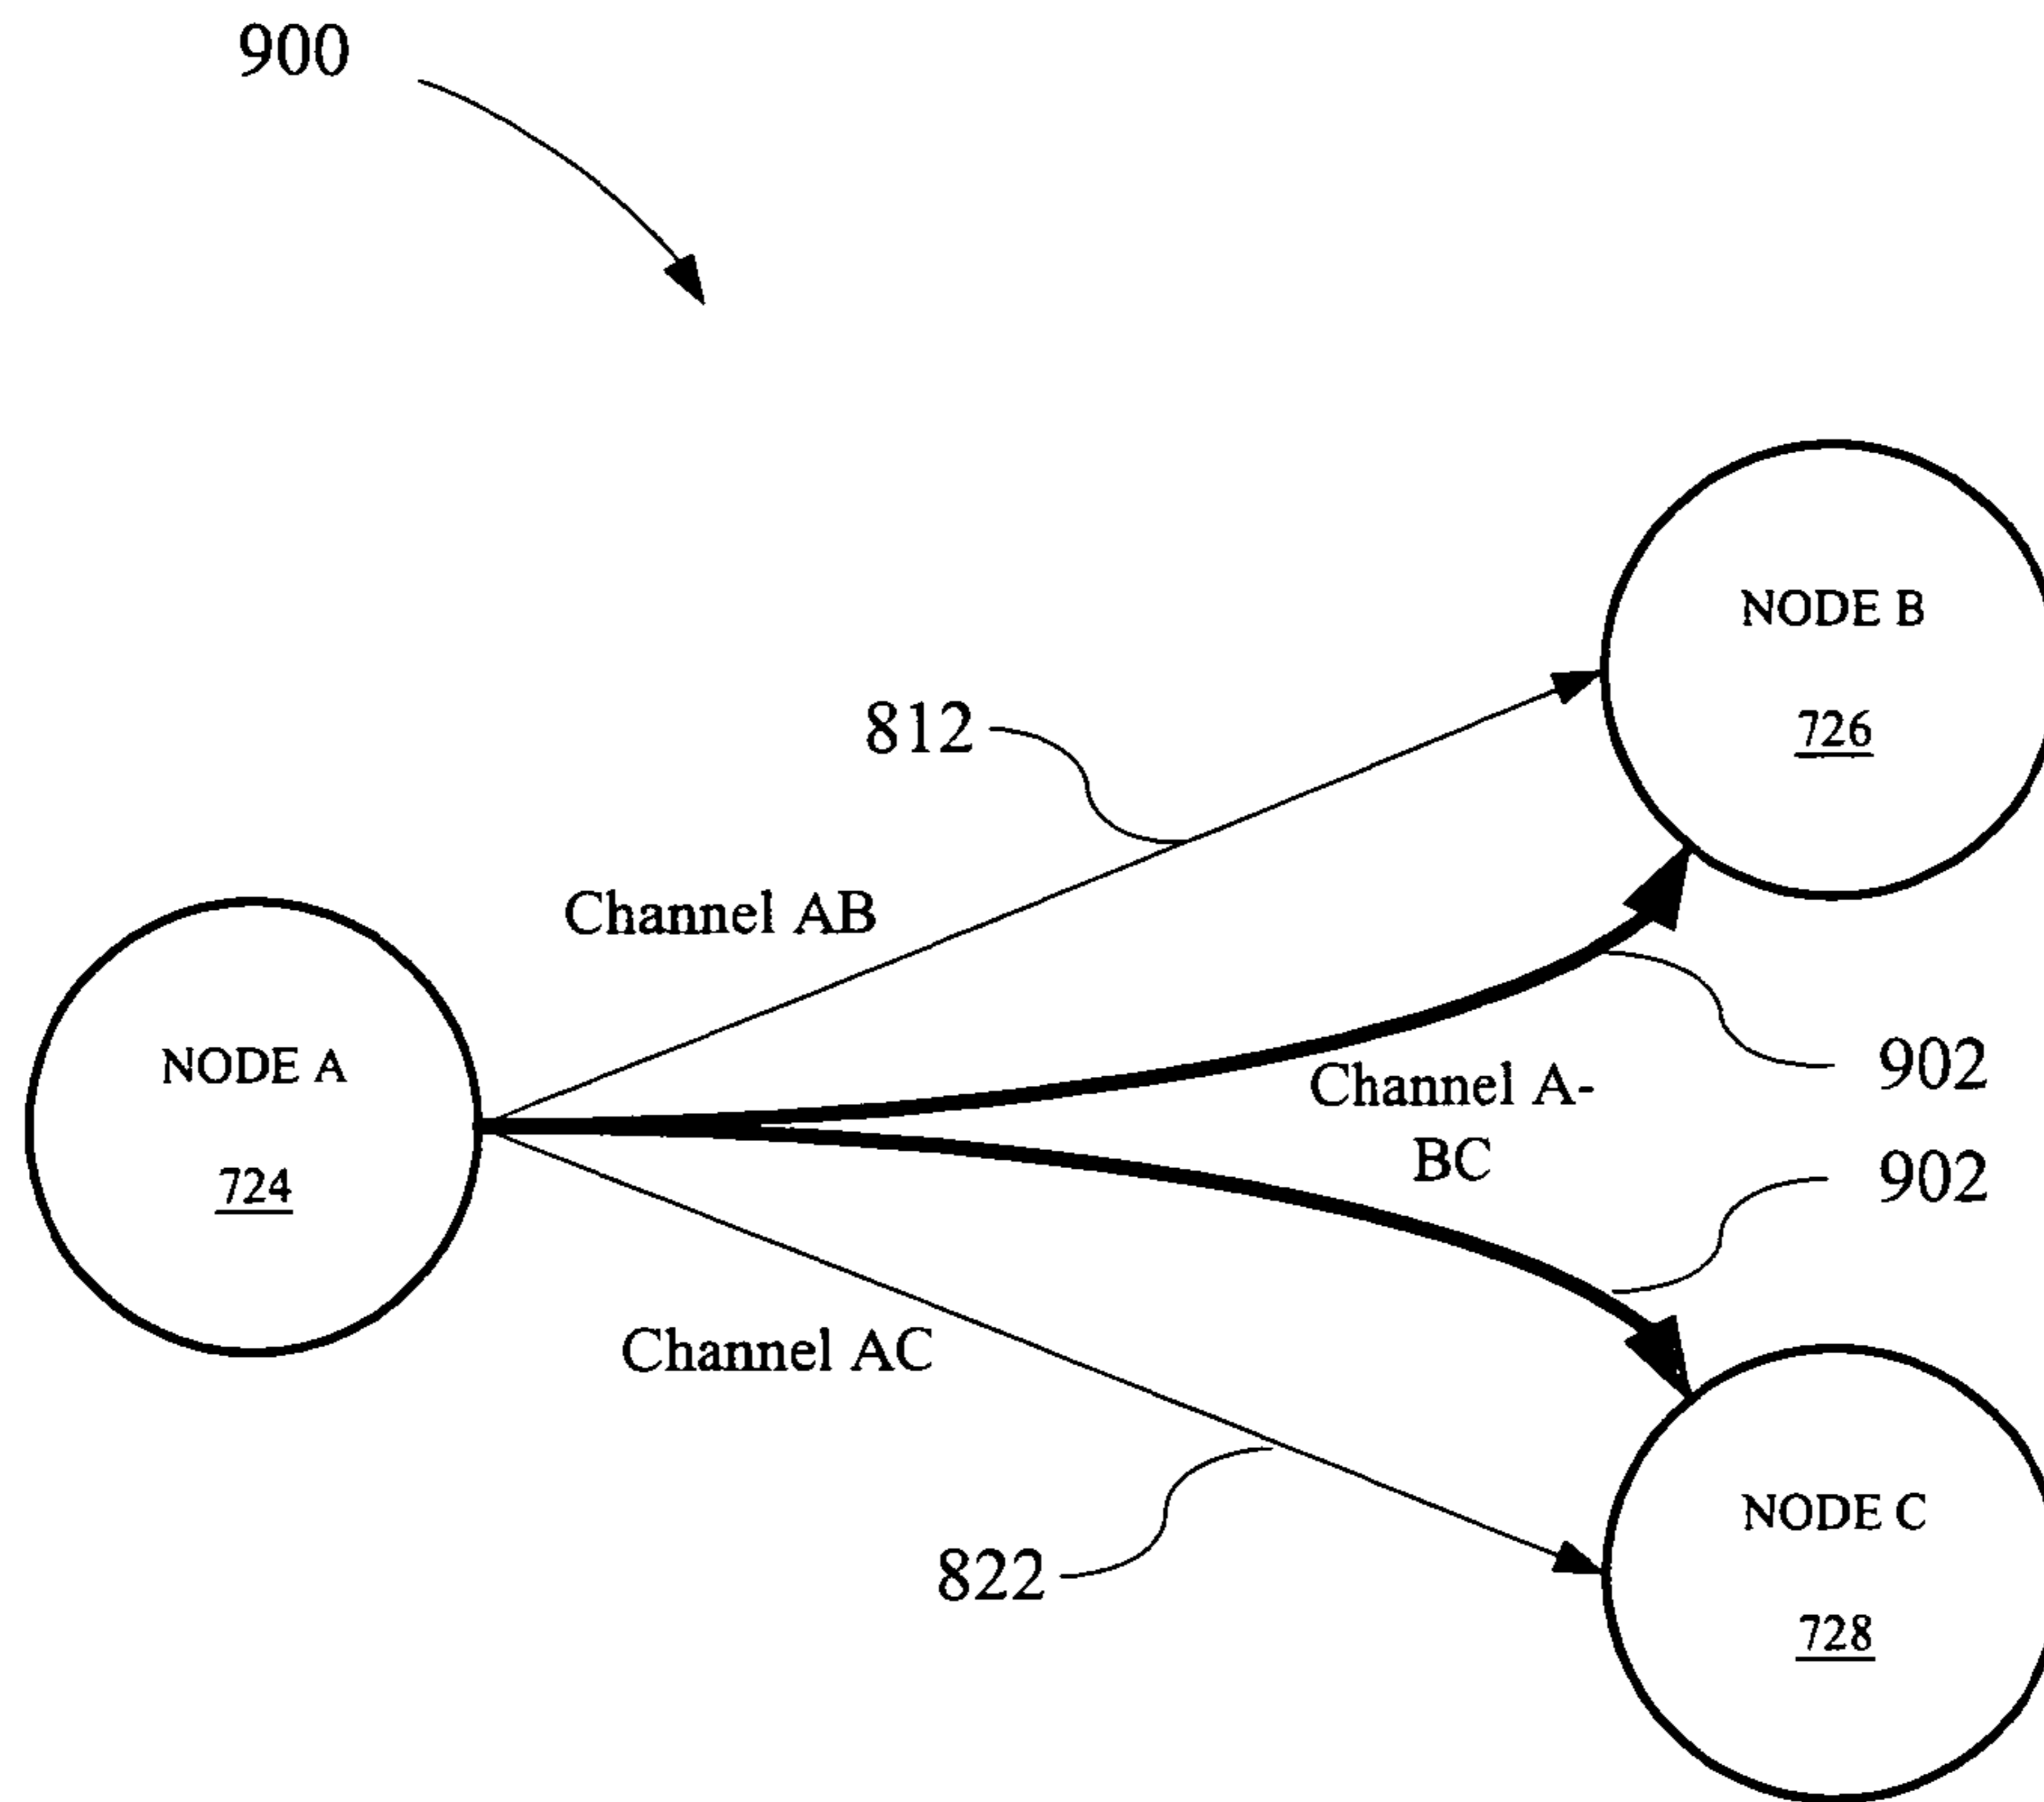 900
NODE B
726
812
Channel AB
NODE A
724
Channel A-
BC
902
902
Channel AC
822
NODE C
728